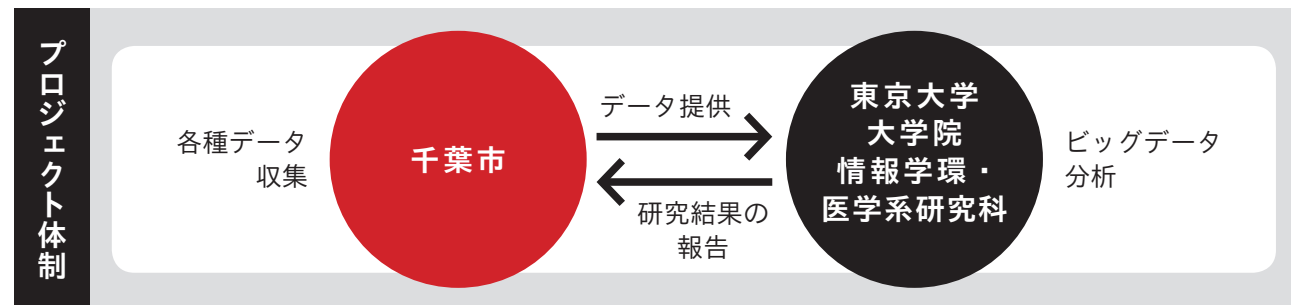 プロジェクト体制
各種データ
収集
千葉市
データ提供
研究結果の
報告
東京大学
大学院
情報学環・
医学系研究科
ビッグデータ
分析